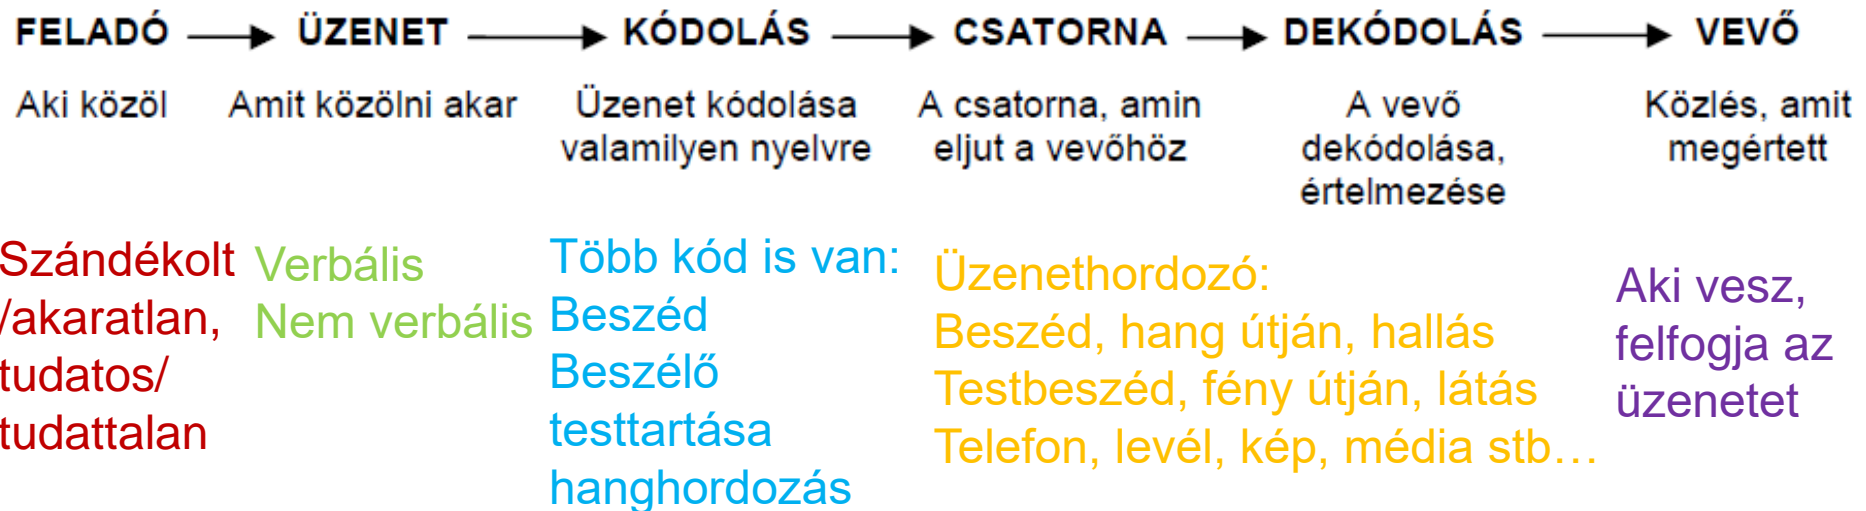 FELADÓ ÜZENET KÓDOLÁS CSATORNA DEKÓDOLÁS VEVŐ
Aki közöl
Amit közölni akar
Üzenet kódolása
valamilyen nyelvre
A csatorna, amin
eljut a vevőhöz
A vevő
dekódolása,
értelmezése
Közlés, amit
megértett
Szándékolt
/akaratlan,
tudatos/
tudattalan
Verbális
Nem verbális
Több kód is van:
Beszéd
Beszélő
testtartása
hanghordozás
Üzenethordozó:
Beszéd, hang útján, hallás
Testbeszéd, fény útján, látás
Telefon, levél, kép, média stb…
Aki vesz,
felfogja az
üzenetet